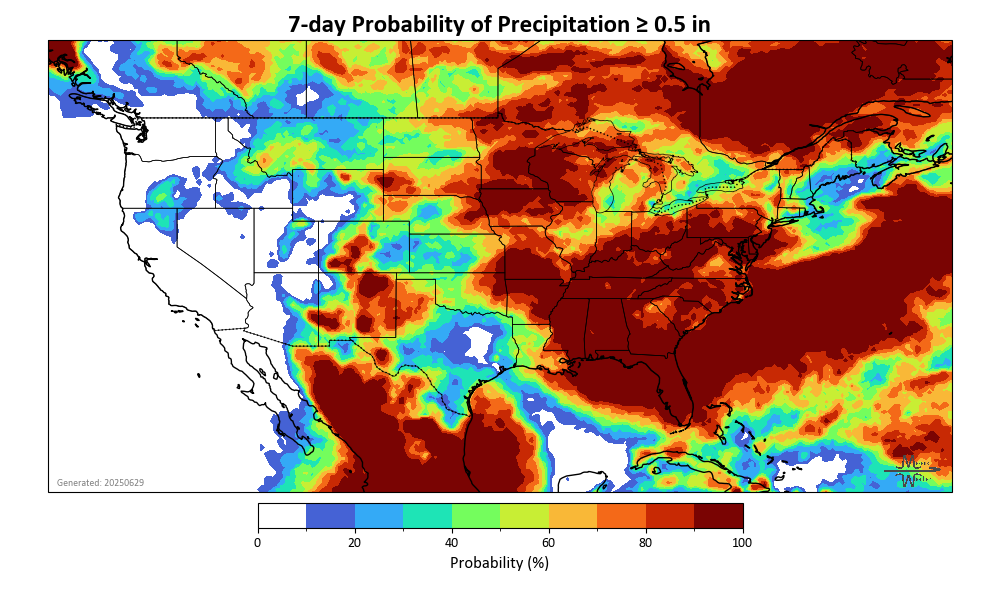 7-day Probability of Precipitation ≥ 0.5 in
Generated: 20250629
0 20 40 60 80 100
Probability (%)